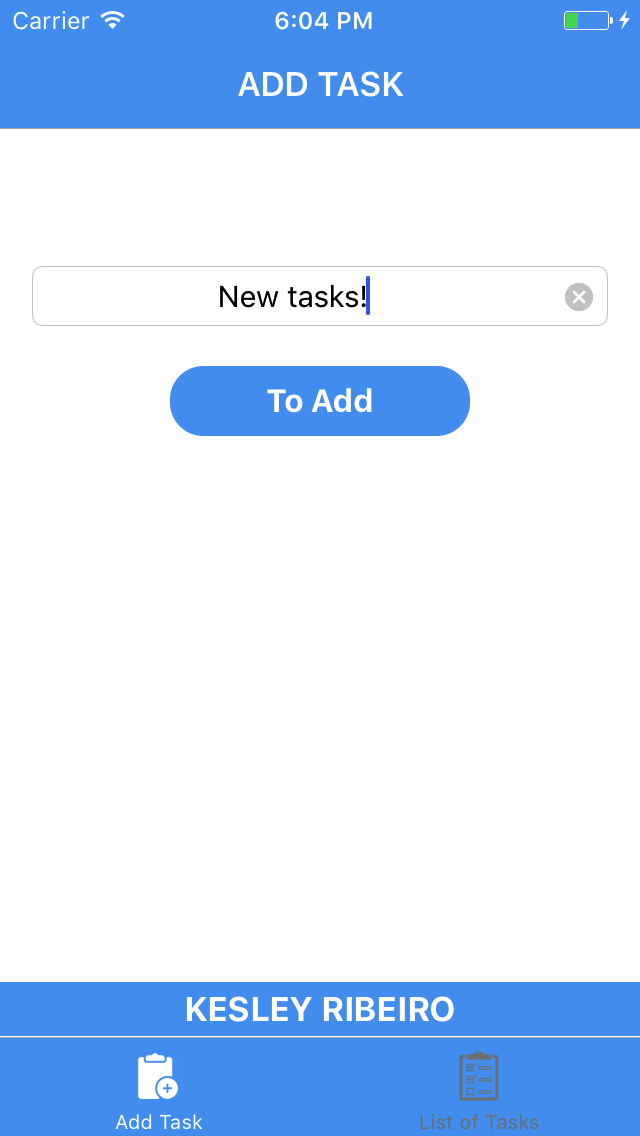 Carrier 6:04 PM
ADD TASK
New tasks!
To Add
KESLEY RIBEIRO
Add Task List of Tasks